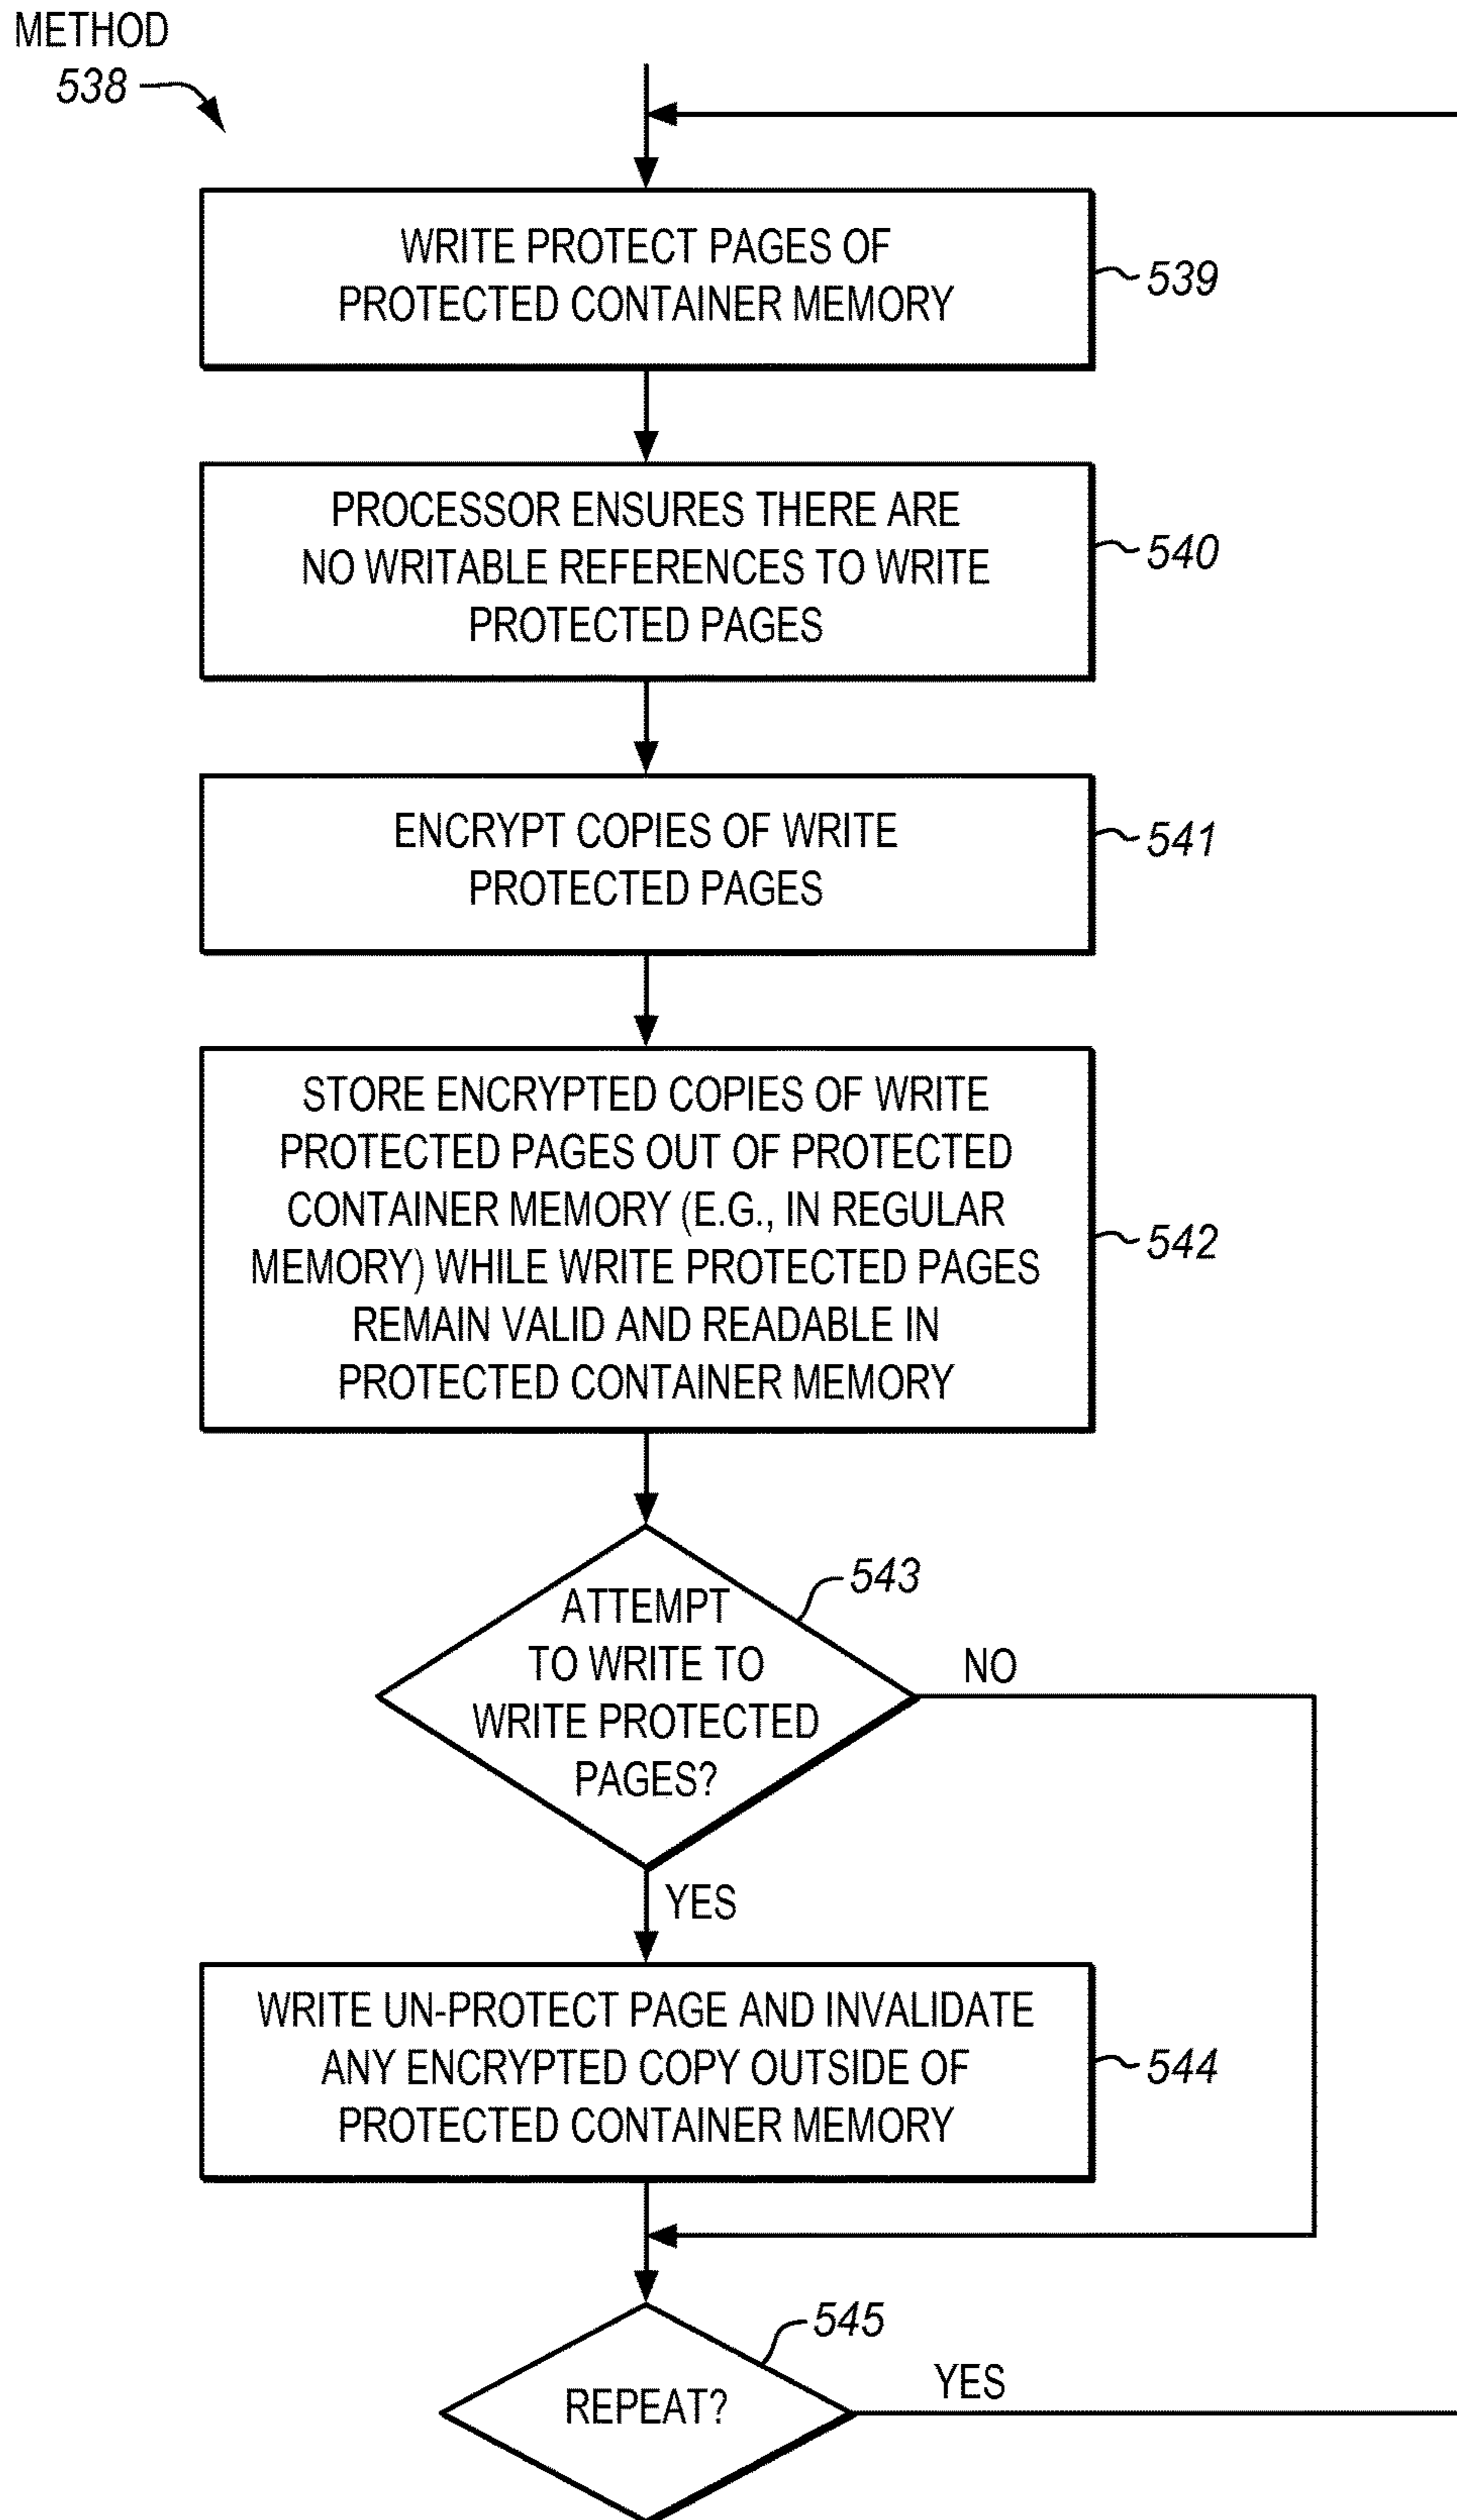 METHOD
538
WRITE PROTECT PAGES OF
PROTECTED CONTAINER MEMORY
539
PROCESSOR ENSURES THERE ARE
NO WRITABLE REFERENCES TO WRITE
PROTECTED PAGES
540
ENCRYPT COPIES OF WRITE
PROTECTED PAGES
541
STORE ENCRYPTED COPIES OF WRITE
PROTECTED PAGES OUT OF PROTECTED
CONTAINER MEMORY (E.G., IN REGULAR
MEMORY) WHILE WRITE PROTECTED PAGES
REMAIN VALID AND READABLE IN
PROTECTED CONTAINER MEMORY
542
543
ATTEMPT
TO WRITE TO
WRITE PROTECTED
PAGES?
NO
YES
WRITE UN-PROTECT PAGE AND INVALIDATE
ANY ENCRYPTED COPY OUTSIDE OF
PROTECTED CONTAINER MEMORY
544
545
REPEAT?
YES